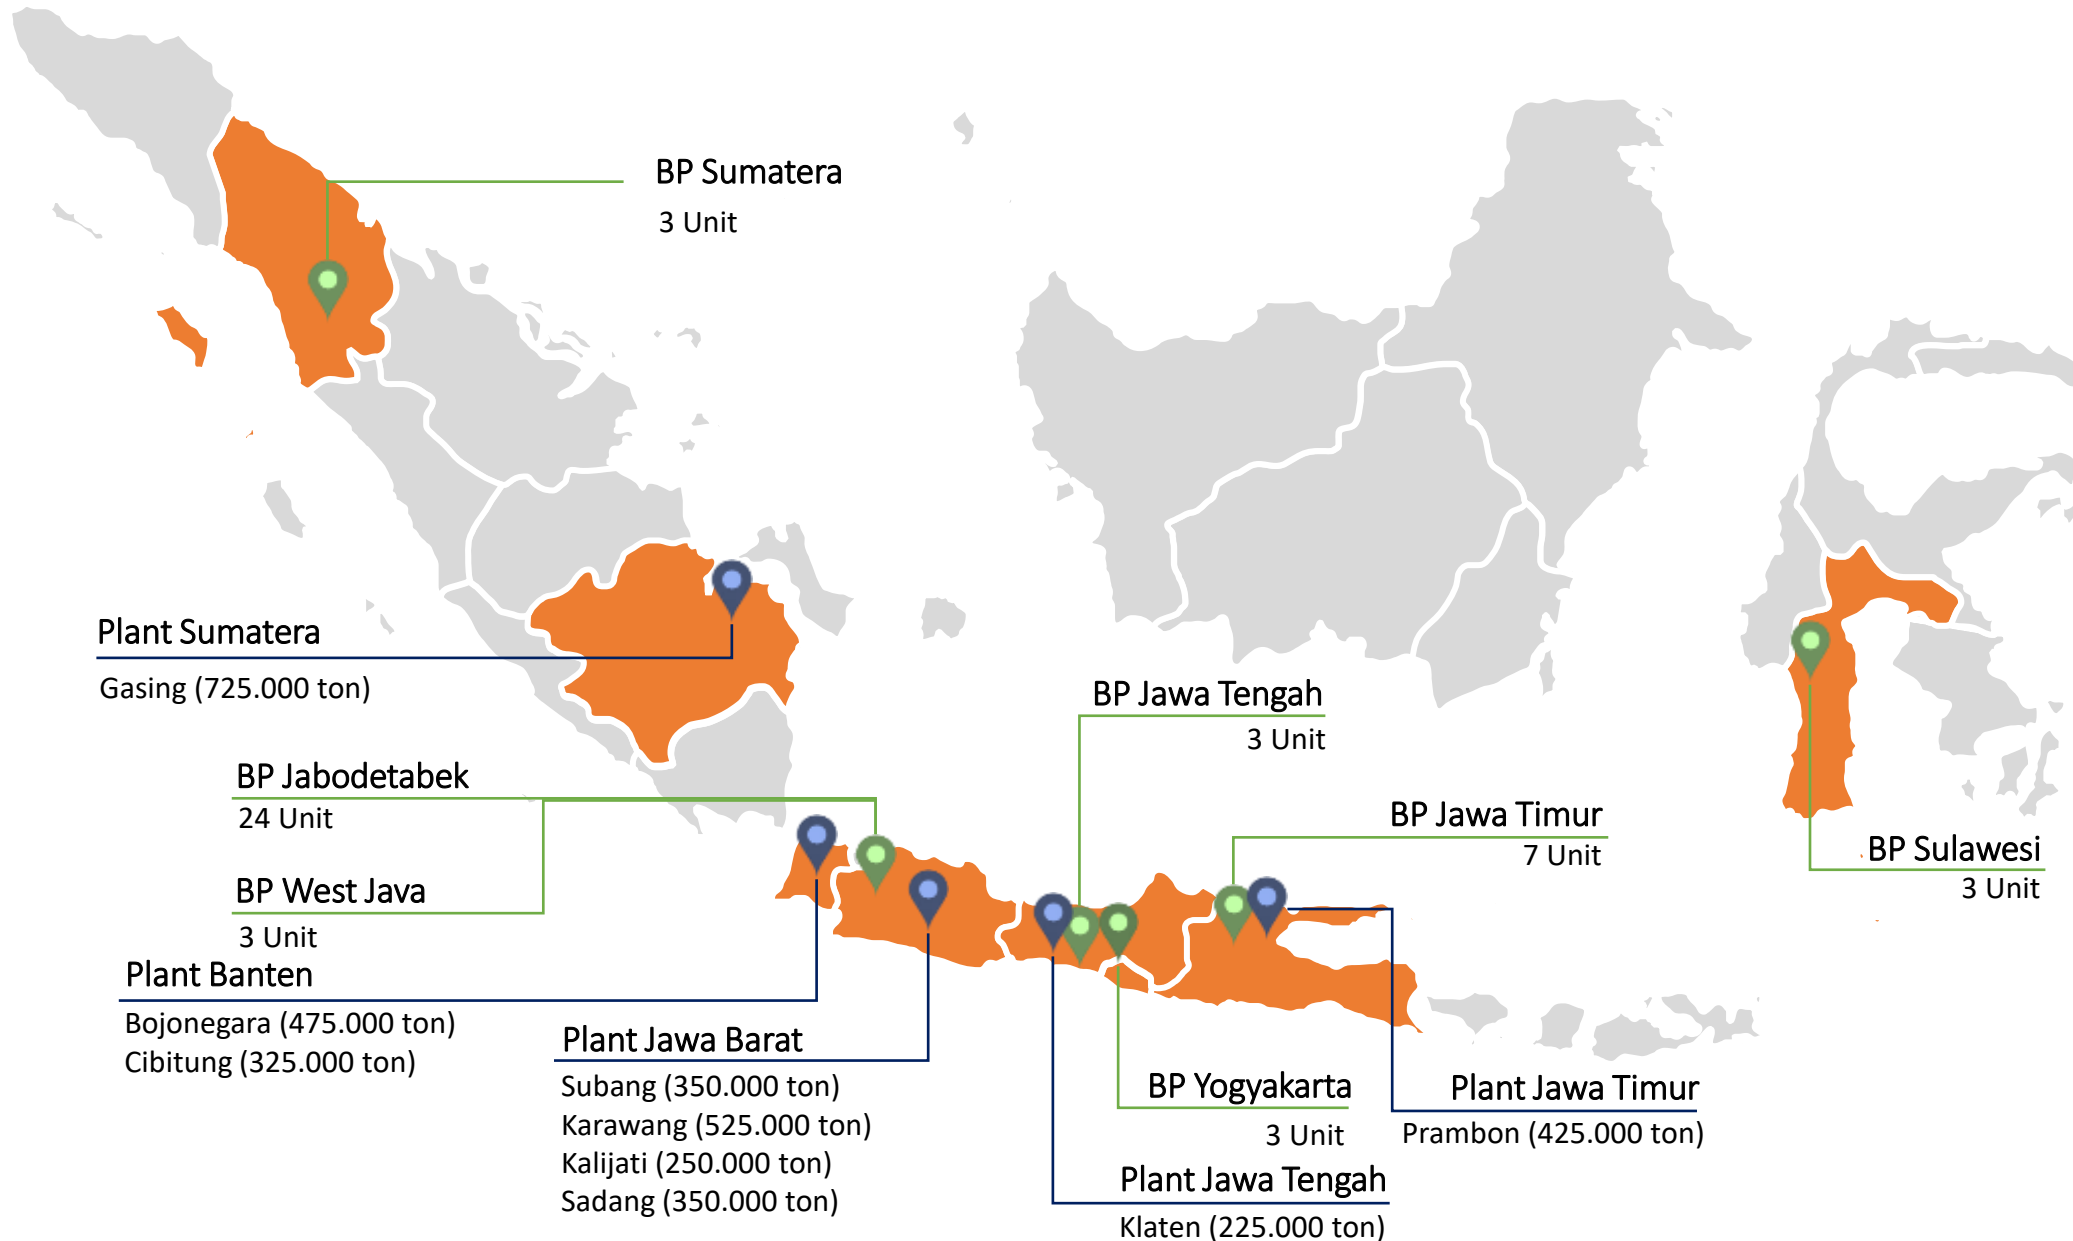 BP Sumatera
3 Unit
Plant Sumatera
Gasing (725.000 ton)
BP Jabodetabek
24 Unit
BP West Java
3 Unit
Plant Banten
Bojonegara (475.000 ton)
Cibitung (325.000 ton)
Plant Jawa Barat
Subang (350.000 ton)
Karawang (525.000 ton)
Kalijati (250.000 ton)
Sadang (350.000 ton)
BP Jawa Tengah
3 Unit
BP Jawa Timur
7 Unit
BP Sulawesi
3 Unit
BP Yogyakarta
3 Unit
Plant Jawa Timur
Prambon (425.000 ton)
Plant Jawa Tengah
Klaten (225.000 ton)